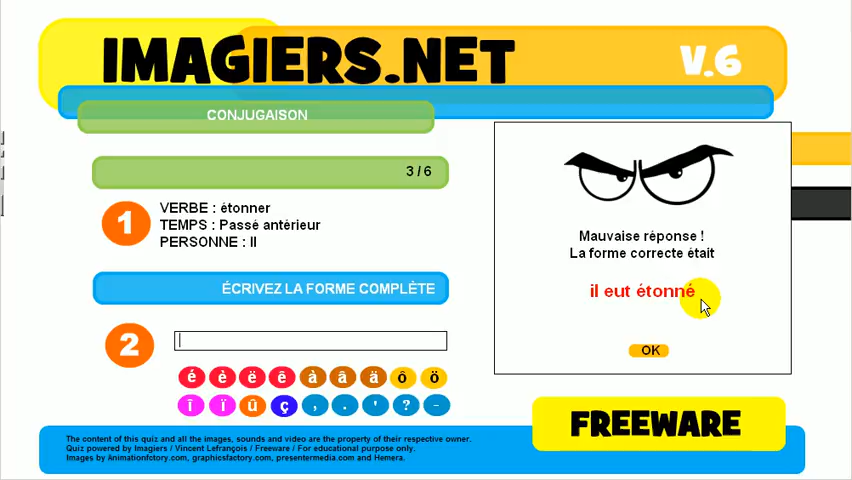 IMAGIERS.NET
V.6
CONJUGAISON
3 / 6
1
VERBE : étonner
TEMPS : Passé antérieur
PERSONNE : Il
ÉCRIVEZ LA FORME COMPLÈTE
2
é è ë ê à â ä ô ö
î ï û ç , . ' ? -
Mauvaise réponse !
La forme correcte était
il eut étonné
OK
FREEWARE
The content of this quiz and all the images, sounds and video are the property of their respective owner.
Quiz powered by Imagiers / Vincent Lefrançois / Freeware / For educational purpose only.
Images by Animationfctory.com, graphicsfactory.com, presentermedia.com and Hemera.